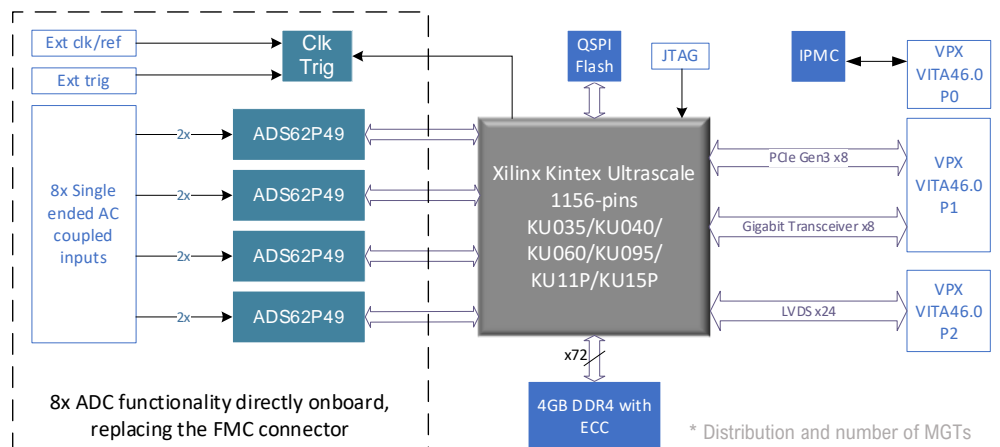 Ext clk/ref
Ext trig
Clk
Trig
QSPI
Flash
JTAG
IPMC
VPX
VITA46.0
P0
8x Single
ended AC
coupled
inputs
2x
ADS62P49
2x
ADS62P49
2x
ADS62P49
2x
ADS62P49
Xilinx Kintex Ultrascale
1156-pins
KU035/KU040/
KU060/KU095/
KU11P/KU15P
PCIe Gen3 x8
Gigabit Transceiver x8
VPX
VITA46.0
P1
LVDS x24
VPX
VITA46.0
P2
x72
4GB DDR4 with
ECC
8x ADC functionality directly onboard,
replacing the FMC connector
* Distribution and number of MGTs